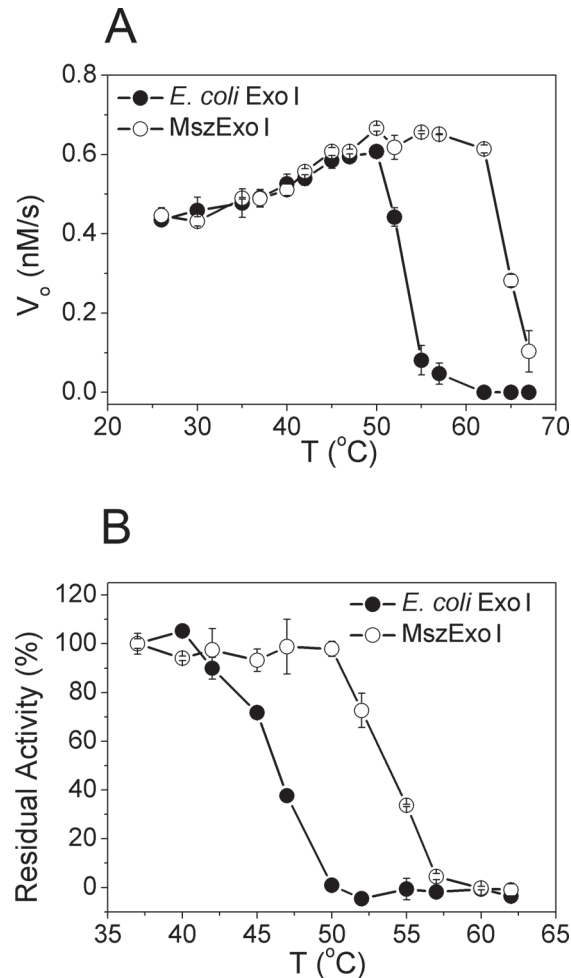 A
0.8
0.6
0.4
0.2
0.0
V₀ (nM/s)
E. coli Exo I
MszExo I
20 30 40 50 60 70
T (°C)
B
120
100
80
60
40
20
0
Residual Activity (%)
E. coli Exo I
MszExo I
35 40 45 50 55 60 65
T (°C)